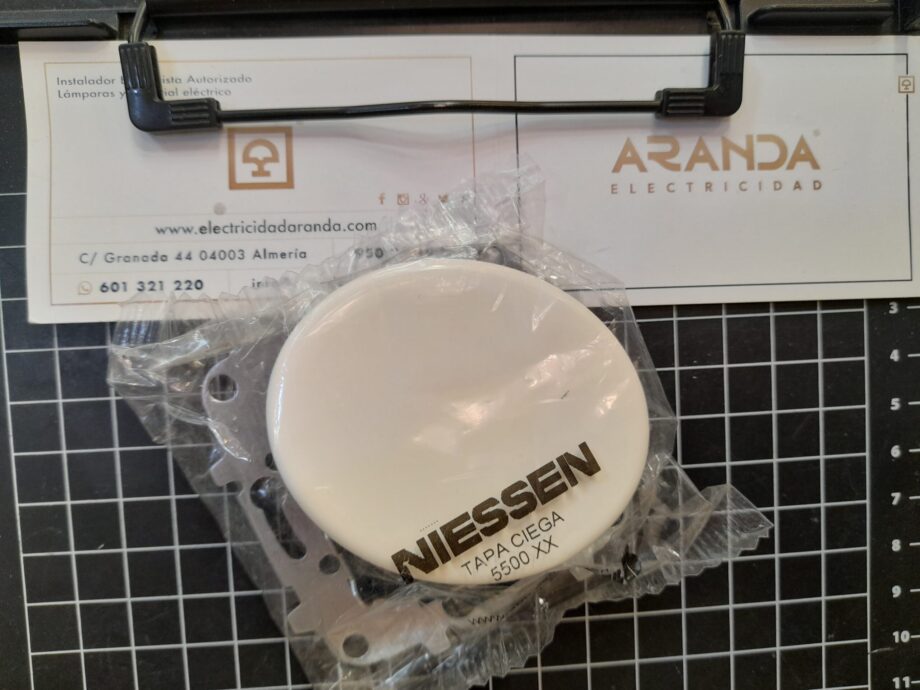 Instalador
Autorizado
Lámparas y
eléctrico
www.electricidadaranda.com
C/ Granada 44 04003 Almería
950
601 321 220
ARANDA
ELECTRICIDAD
NIESSEN
TAPA CIEGA
5500 XX
www.
3
4
5
6
7
8
9
10
11